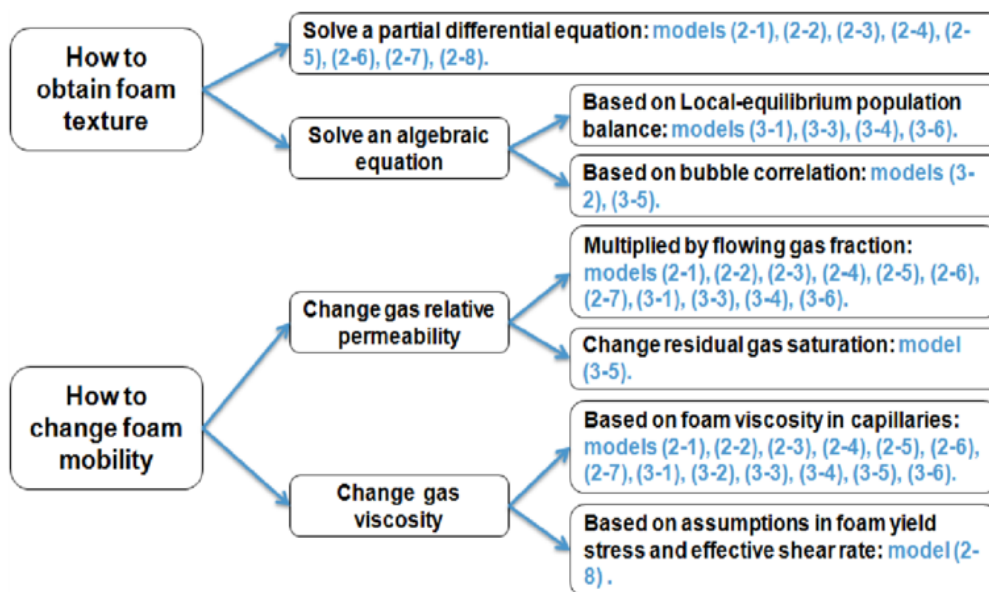 How to
obtain foam
texture
Solve a partial differential equation: models (2-1), (2-2), (2-3), (2-4), (2-
5), (2-6), (2-7), (2-8).
Solve an algebraic
equation
Based on Local-equilibrium population
balance: models (3-1), (3-3), (3-4), (3-6).
Based on bubble correlation: models (3-
2), (3-5).
How to
change foam
mobility
Change gas relative
permeability
Multiplied by flowing gas fraction:
models (2-1), (2-2), (2-3), (2-4), (2-5), (2-6),
(2-7), (3-1), (3-3), (3-4), (3-6).
Change residual gas saturation: model
(3-5).
Change gas
viscosity
Based on foam viscosity in capillaries:
models (2-1), (2-2), (2-3), (2-4), (2-5), (2-6),
(2-7), (3-1), (3-2), (3-3), (3-4), (3-5), (3-6).
Based on assumptions in foam yield
stress and effective shear rate: model (2-
8) .